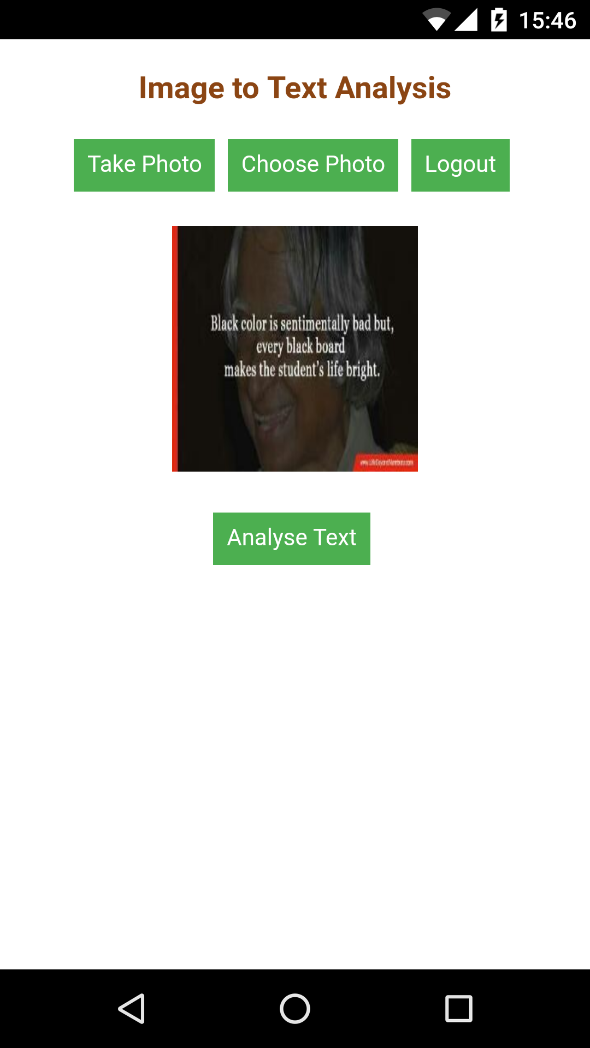 15:46
Image to Text Analysis
Take Photo Choose Photo Logout
Black color is sentimentally bad but,
every black board
makes the student's life bright.
Analyse Text